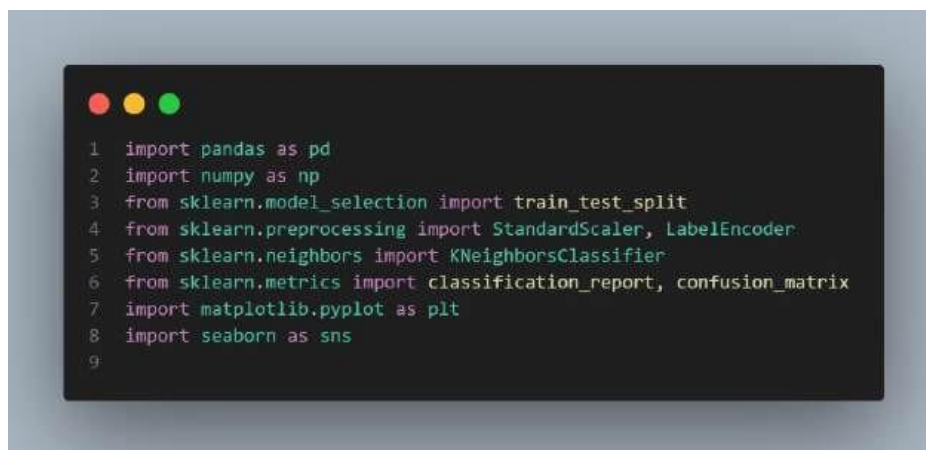 1 import pandas as pd
2 import numpy as np
3 from sklearn.model_selection import train_test_split
4 from sklearn.preprocessing import StandardScaler, LabelEncoder
5 from sklearn.neighbors import KNeighborsClassifier
6 from sklearn.metrics import classification_report, confusion_matrix
7 import matplotlib.pyplot as plt
8 import seaborn as sns
9